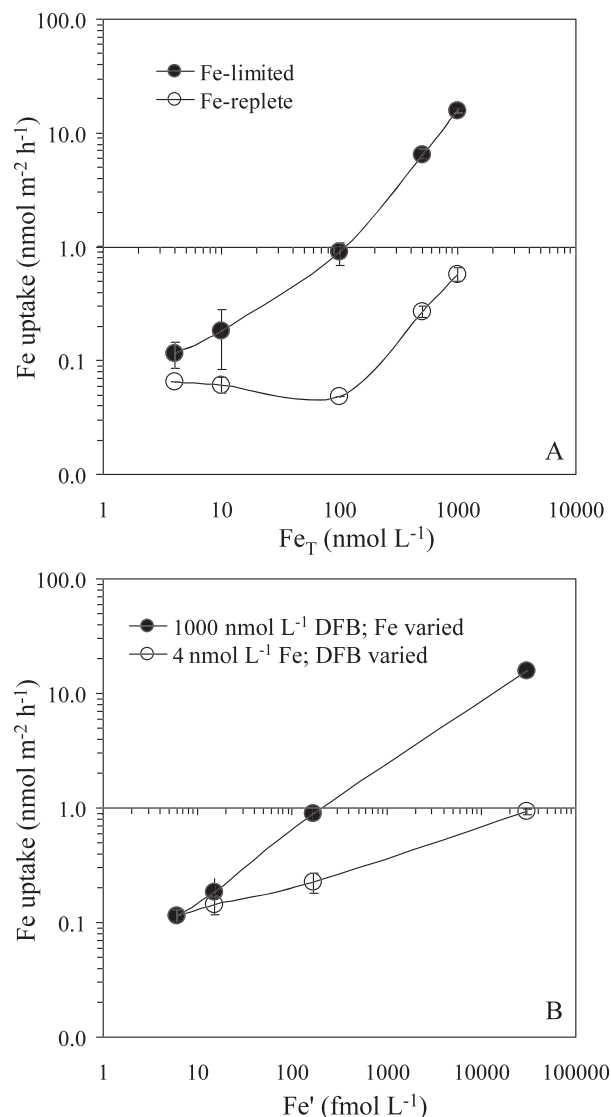 100.0
Fe-limited
Fe-replete
10.0
1.0
0.1
0.0
Fe uptake (nmol m⁻² h⁻¹)
A
1 10 100 1000 10000
Fe_T (nmol L⁻¹)
100.0
1000 nmol L⁻¹ DFB; Fe varied
4 nmol L⁻¹ Fe; DFB varied
10.0
1.0
0.1
0.0
Fe uptake (nmol m⁻² h⁻¹)
B
1 10 100 1000 10000 100000
Fe' (fmol L⁻¹)